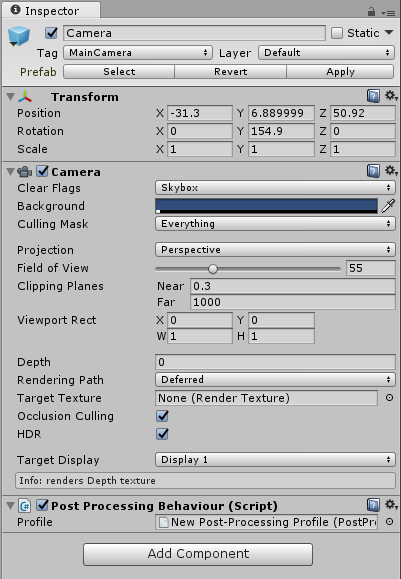 Inspector
Camera Static
Tag MainCamera Layer Default
Prefab Select Revert Apply
Transform
Position X -31.3 Y 6.889999 Z 50.92
Rotation X 0 Y 154.9 Z 0
Scale X 1 Y 1 Z 1
Camera
Clear Flags Skybox
Background
Culling Mask Everything
Projection Perspective
Field of View 55
Clipping Planes Near 0.3
Far 1000
Viewport Rect X 0 Y 0
W 1 H 1
Depth 0
Rendering Path Deferred
Target Texture None (Render Texture)
Occlusion Culling
HDR
Target Display Display 1
Info: renders Depth texture
Post Processing Behaviour (Script)
Profile New Post-Processing Profile (PostPr
Add Component